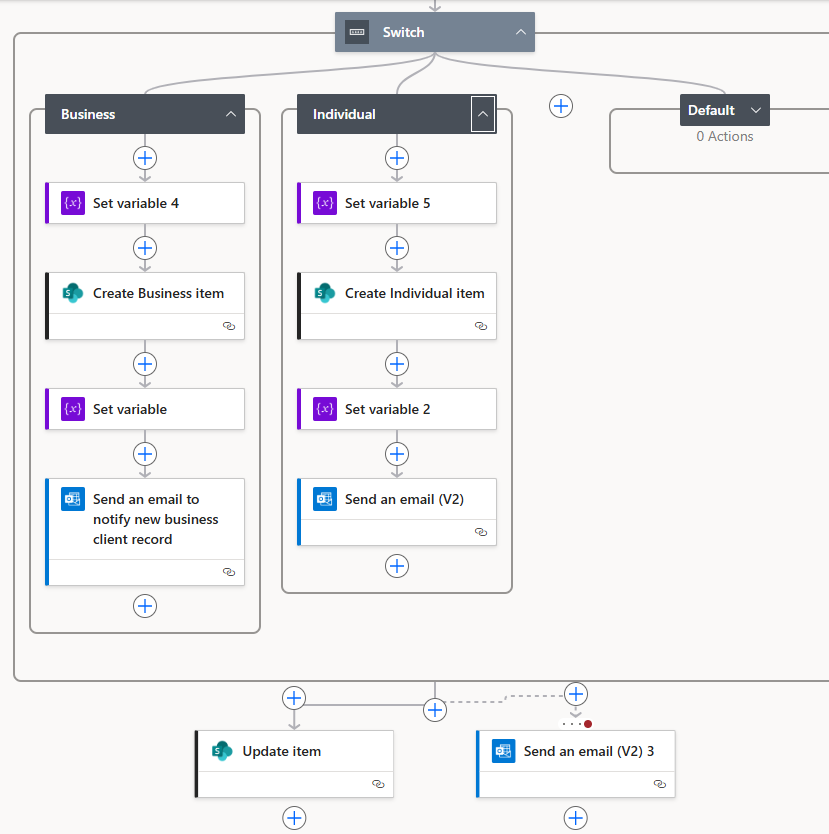 Switch
Business
Individual
Default
0 Actions
{x} Set variable 4
{x} Set variable 5
S Create Business item
S Create Individual item
{x} Set variable
{x} Set variable 2
Send an email to
notify new business
client record
Send an email (V2)
S Update item
Send an email (V2) 3